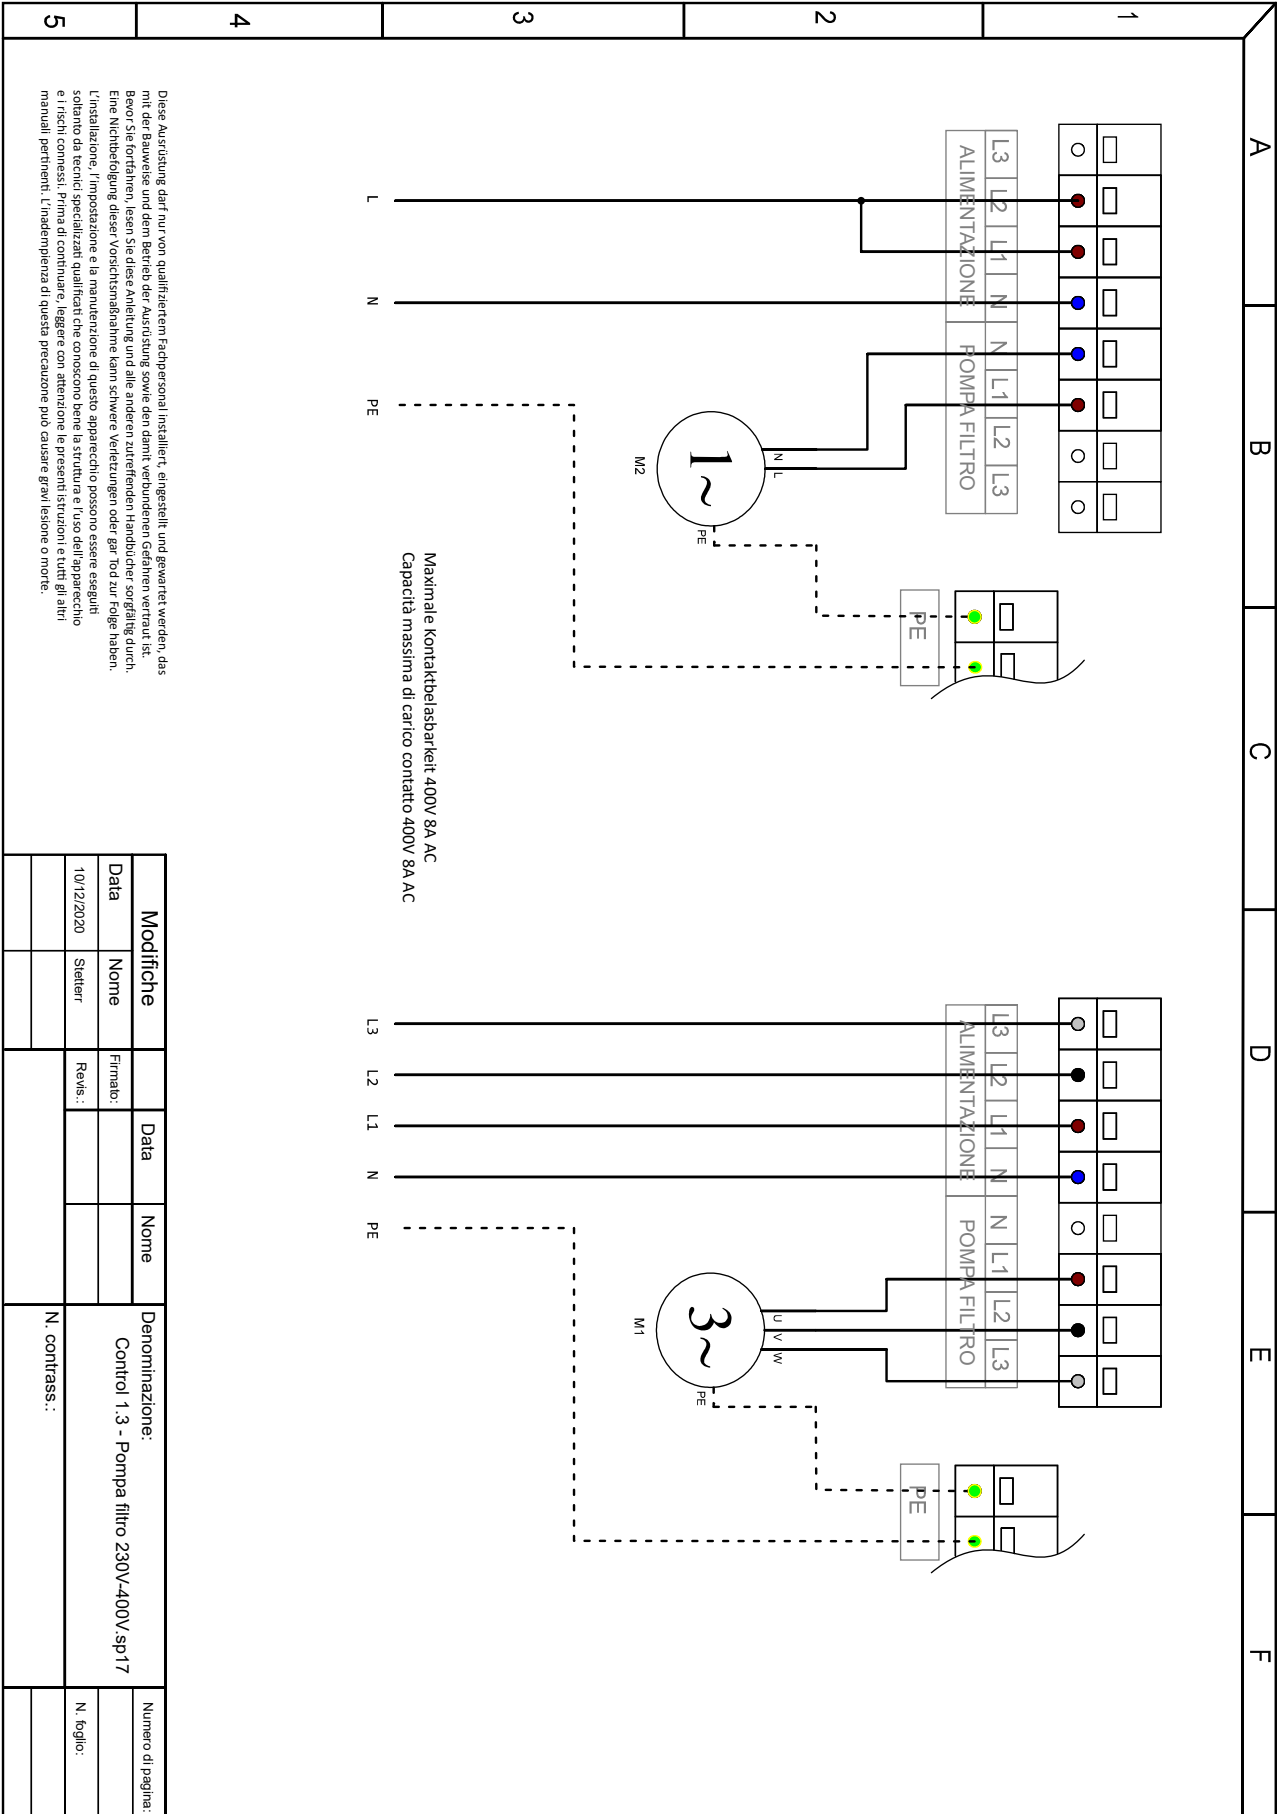 A
B
C
D
E
F
1
2
3
4
5
L3 L2 L1 N N L1 L2 L3
ALIMENTAZIONE POMPA FILTRO
PE
N L
1~
PE
M2
L
N
PE
Maximale Kontaktbelasbarkeit 400V 8A AC
Capacità massima di carico contatto 400V 8A AC
L3 L2 L1 N N L1 L2 L3
ALIMENTAZIONE POMPA FILTRO
PE
U V W
3~
PE
M1
L3
L2
L1
N
PE
Diese Ausrüstung darf nur von qualifiziertem Fachpersonal installiert, eingestellt und gewartet werden, das
mit der Bauweise und dem Betrieb der Ausrüstung sowie den damit verbundenen Gefahren vertraut ist.
Bevor Sie fortfahren, lesen Sie diese Anleitung und alle anderen zutreffenden Handbücher sorgfältig durch.
Eine Nichtbefolgung dieser Vorsichtsmaßnahme kann schwere Verletzungen oder gar Tod zur Folge haben.
L'installazione, l'impostazione e la manutenzione di questo apparecchio possono essere eseguiti
soltanto da tecnici specializzati qualificati che conoscono bene la struttura e l'uso dell'apparecchio
e i rischi connessi. Prima di continuare, leggere con attenzione le presenti istruzioni e tutti gli altri
manuali pertinenti. L'inadempienza di questa precauzone può causare gravi lesione o morte.
Modifiche
Data Nome
10/12/2020 Stetterr
Data Nome
Firmato:
Revis.:
Denominazione:
Control 1.3 - Pompa filtro 230V-400V.sp17
N. contrass.:
Numero di pagina:
N. foglio: